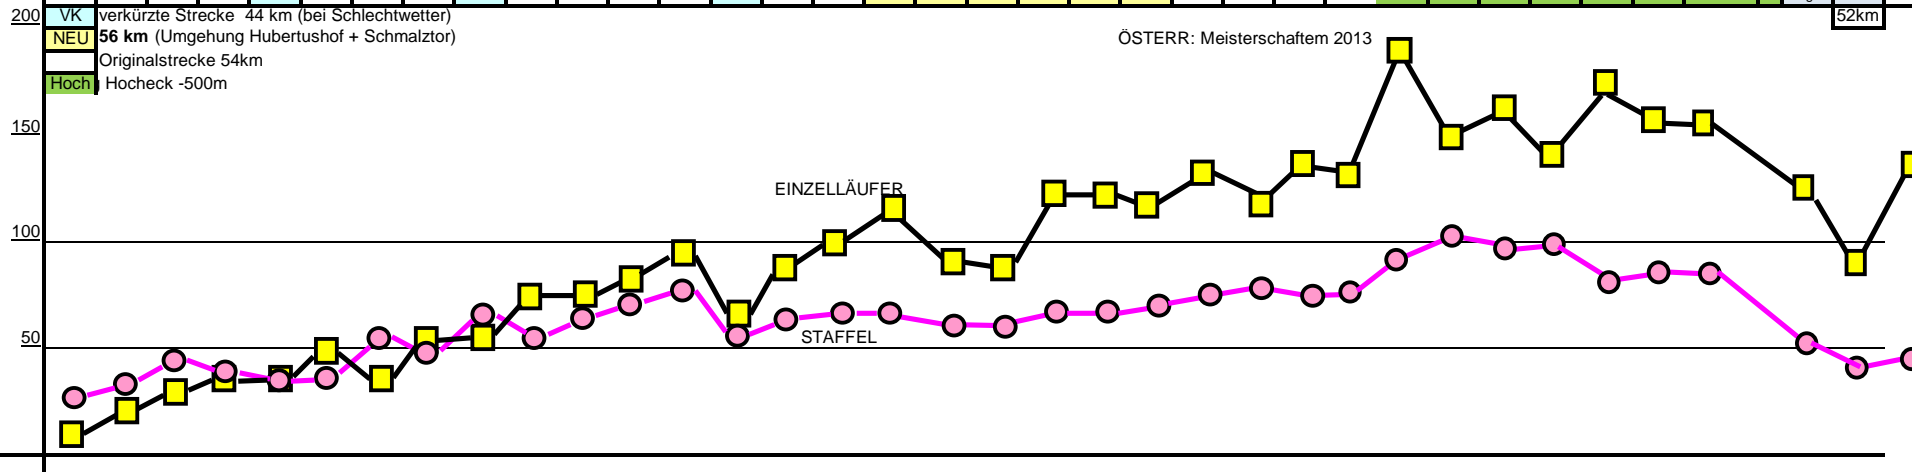 200
VK verkürzte Strecke 44 km (bei Schlechtwetter)
52km
NEU 56 km (Umgehung Hubertushof + Schmalztor)
ÖSTERR: Meisterschaftem 2013
Originalstrecke 54km
Hoch Hocheck -500m
150
EINZELLÄUFER
100
STAFFEL
50